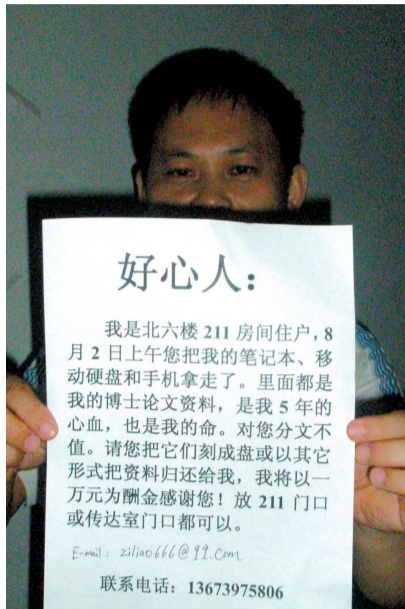 好心人：
我是北六楼 211 房间住户，8
月 2 日上午您把我的笔记本、移
动硬盘和手机拿走了。里面都是
我的博士论文资料，是我 5 年的
心血，也是我的命。对您分文不
值。请您把它们刻成盘或以其它
形式把资料归还给我，我将以一
万元为酬金感谢您！放 211 门口
或传达室门口都可以。
E-mail：ziliao666@99.com
联系电话：13673975806